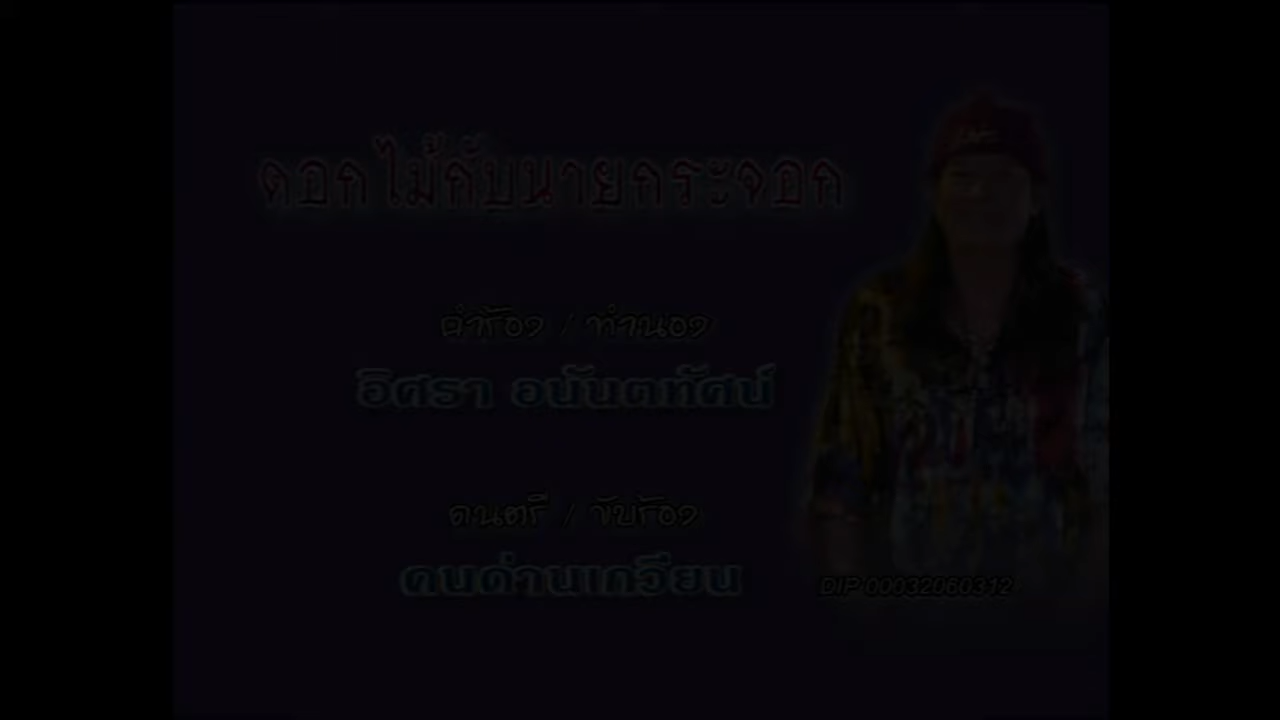 ดอกไม้กับนายกระจอก
คำร้อง / ทำนอง
อิศรา อนันตทัศน์
ดนตรี / ขับร้อง
คนด่านเกวียน
DIP 00032060312